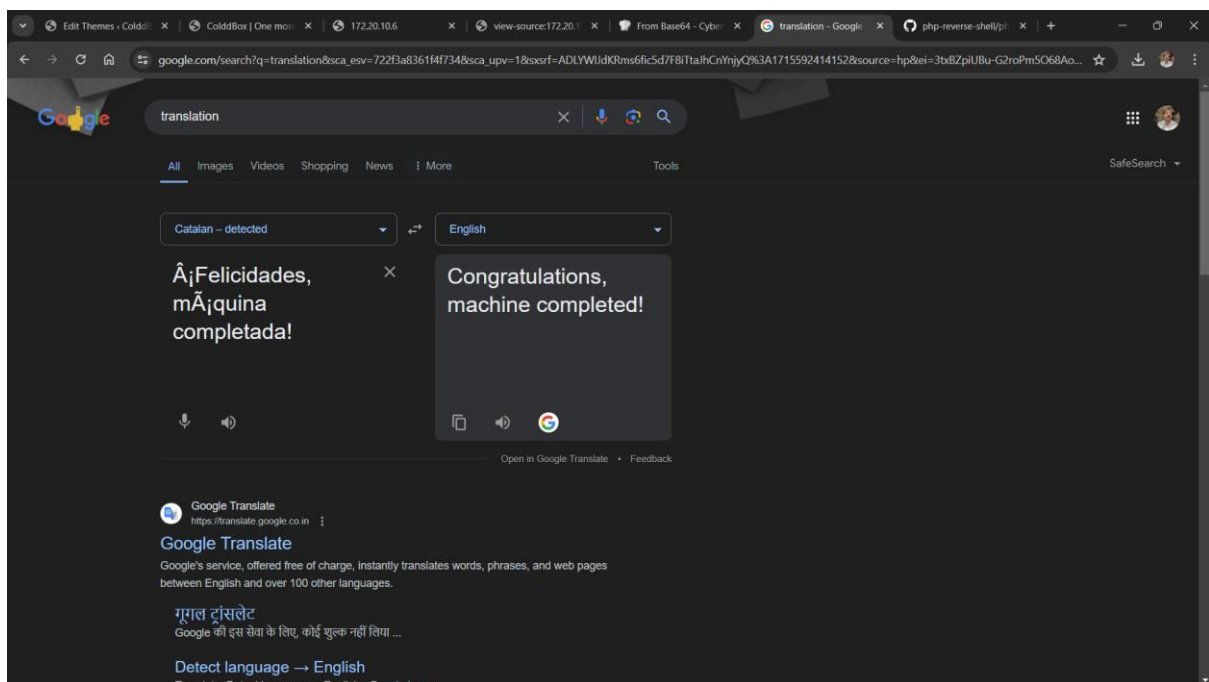 Edit Themes ‹ Coldd
ColddBox | One mon
172.20.10.6
view-source:172.20.1
From Base64 - Cyber
translation - Google
php-reverse-shell/ph
google.com/search?q=translation&sca_esv=722f3a8361f4f734&sca_upv=1&sxsrf=ADLYWIJdKRms6fic5d7F8iTtaJhCnYnjyQ%3A1715592414152&source=hp&ei=3txBZpiUBu-G2roPm5O68Ao...
Google
translation
All Images Videos Shopping News More Tools
SafeSearch
Catalan – detected
English
Â¡Felicidades,
mÃ¡quina
completada!
Congratulations,
machine completed!
Open in Google Translate • Feedback
Google Translate
https://translate.google.co.in
Google Translate
Google's service, offered free of charge, instantly translates words, phrases, and web pages
between English and over 100 other languages.
गूगल ट्रांसलेट
Google की इस सेवा के लिए, कोई शुल्क नहीं लिया ...
Detect language → English